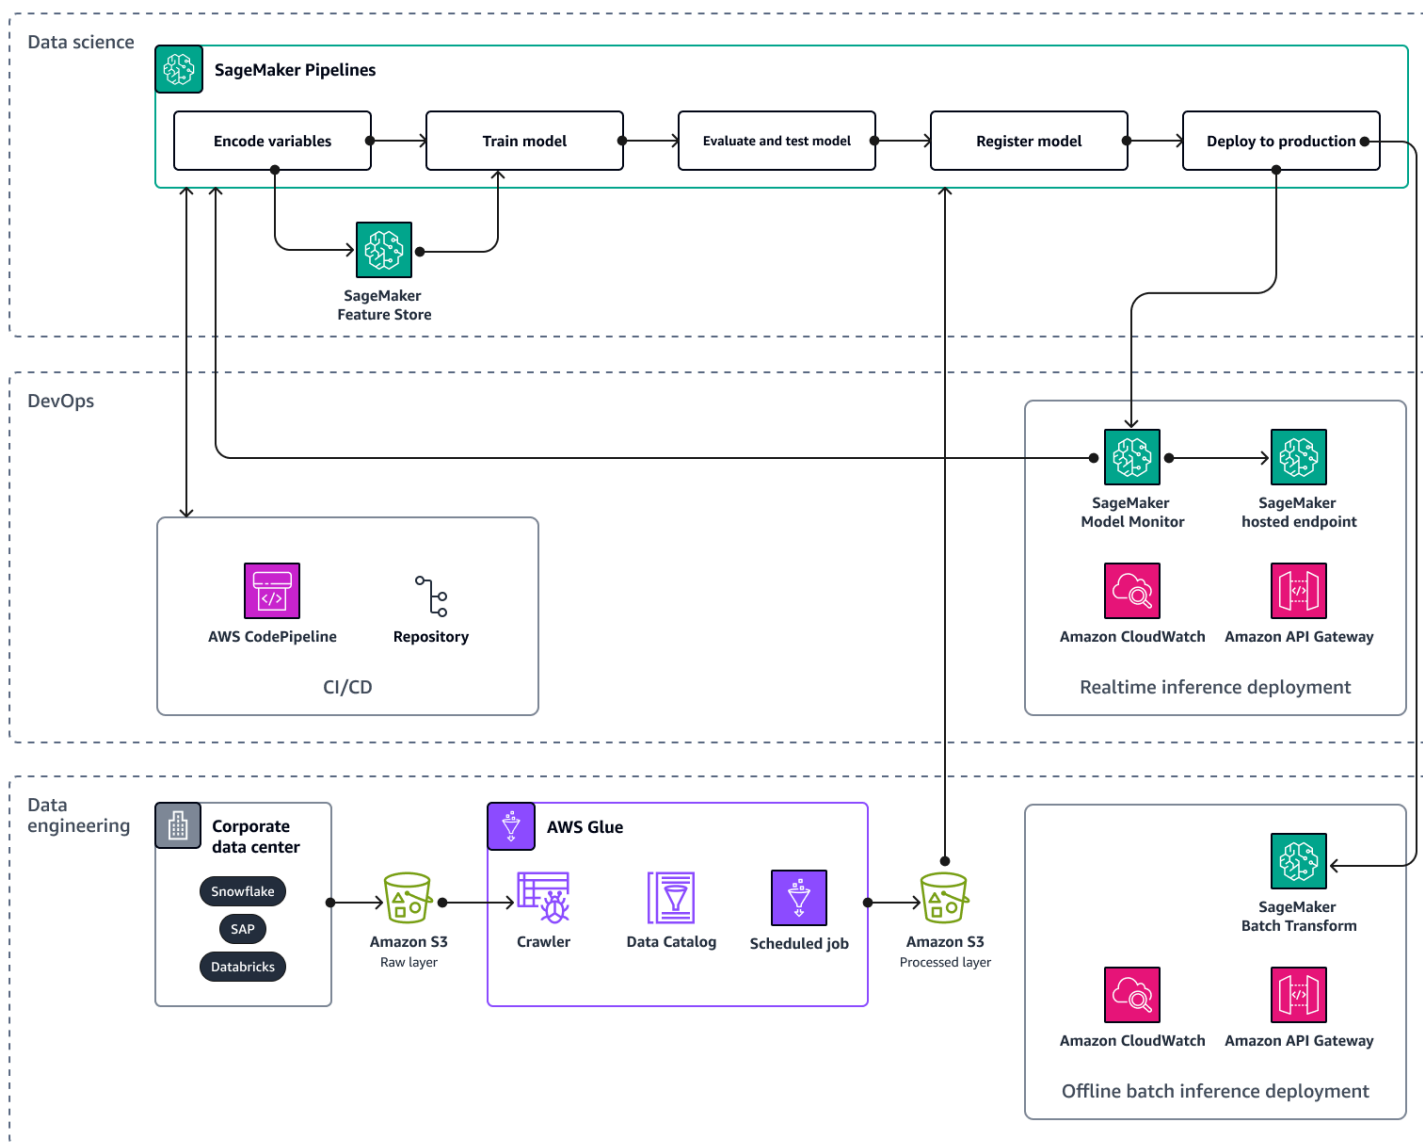 Data science
SageMaker Pipelines
Encode variables
Train model
Evaluate and test model
Register model
Deploy to production
SageMaker
Feature Store
DevOps
SageMaker
Model Monitor
SageMaker
hosted endpoint
AWS CodePipeline
Repository
CI/CD
Amazon CloudWatch
Amazon API Gateway
Realtime inference deployment
Data
engineering
Corporate
data center
Snowflake
SAP
Databricks
Amazon S3
Raw layer
AWS Glue
Crawler
Data Catalog
Scheduled job
Amazon S3
Processed layer
SageMaker
Batch Transform
Amazon CloudWatch
Amazon API Gateway
Offline batch inference deployment